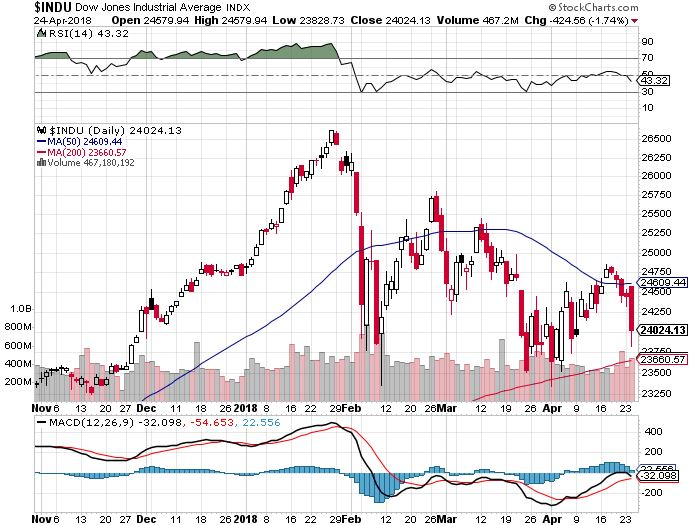 $INDU Dow Jones Industrial Average INDX
© StockCharts.com
24-Apr-2018 Open 24579.94 High 24579.94 Low 23828.73 Close 24024.13 Volume 467.2M Chg -424.56 (-1.74%)
RSI(14) 43.32
90
70
50
43.32
30
10
$INDU (Daily) 24024.13
MA(50) 24609.44
MA(200) 23660.57
Volume 467,180,192
26500
26250
26000
25750
25500
25250
25000
24750
24609.44
24500
24250
24024.13
23750
23660.57
23500
23250
1.0B
800M
600M
400M
200M
Nov 6 13 20 27 Dec 11 18 26 2018 8 16 22 29 Feb 12 20 26 Mar 12 19 26 Apr 9 16 23
MACD(12,26,9) -32.098, -54.653, 22.556
400
200
22.556
-32.098
-200
Nov 6 13 20 27 Dec 11 18 26 2018 8 16 22 29 Feb 12 20 26 Mar 12 19 26 Apr 9 16 23